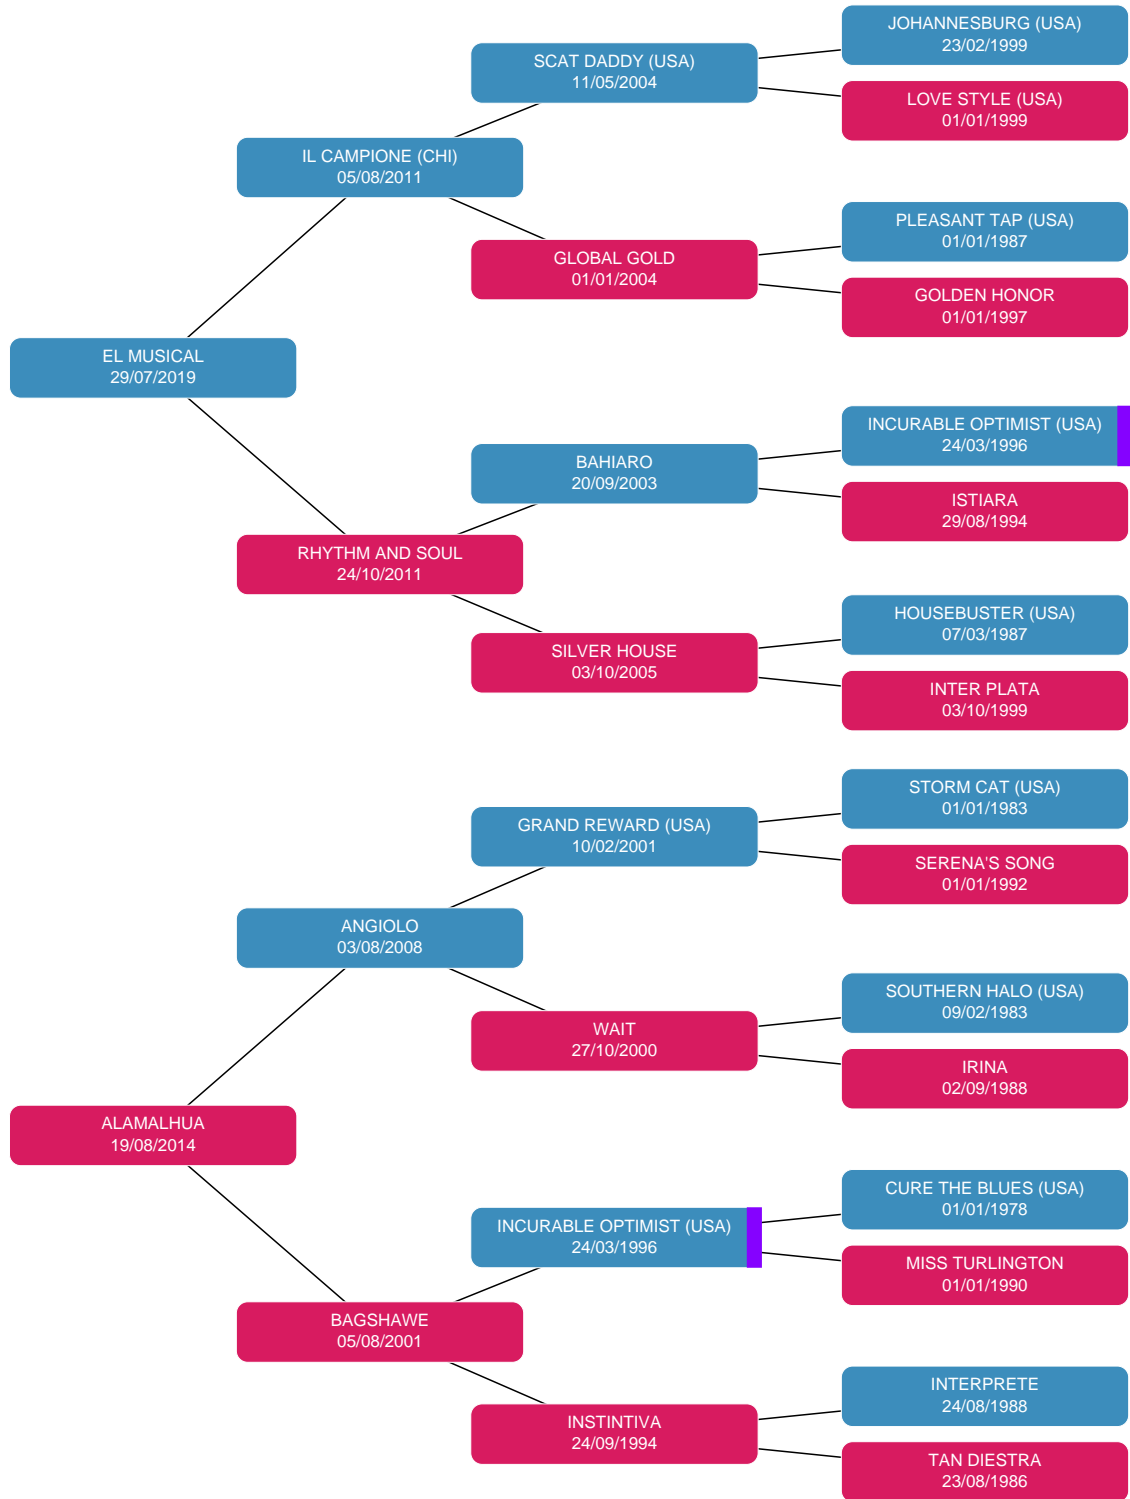 JOHANNESBURG (USA)
23/02/1999
SCAT DADDY (USA)
11/05/2004
LOVE STYLE (USA)
01/01/1999
IL CAMPIONE (CHI)
05/08/2011
PLEASANT TAP (USA)
01/01/1987
GLOBAL GOLD
01/01/2004
GOLDEN HONOR
01/01/1997
EL MUSICAL
29/07/2019
INCURABLE OPTIMIST (USA)
24/03/1996
BAHIARO
20/09/2003
ISTIARA
29/08/1994
RHYTHM AND SOUL
24/10/2011
HOUSEBUSTER (USA)
07/03/1987
SILVER HOUSE
03/10/2005
INTER PLATA
03/10/1999
STORM CAT (USA)
01/01/1983
GRAND REWARD (USA)
10/02/2001
SERENA'S SONG
01/01/1992
ANGIOLO
03/08/2008
SOUTHERN HALO (USA)
09/02/1983
WAIT
27/10/2000
IRINA
02/09/1988
ALAMALHUA
19/08/2014
CURE THE BLUES (USA)
01/01/1978
INCURABLE OPTIMIST (USA)
24/03/1996
MISS TURLINGTON
01/01/1990
BAGSHAWE
05/08/2001
INTERPRETE
24/08/1988
INSTINTIVA
24/09/1994
TAN DIESTRA
23/08/1986